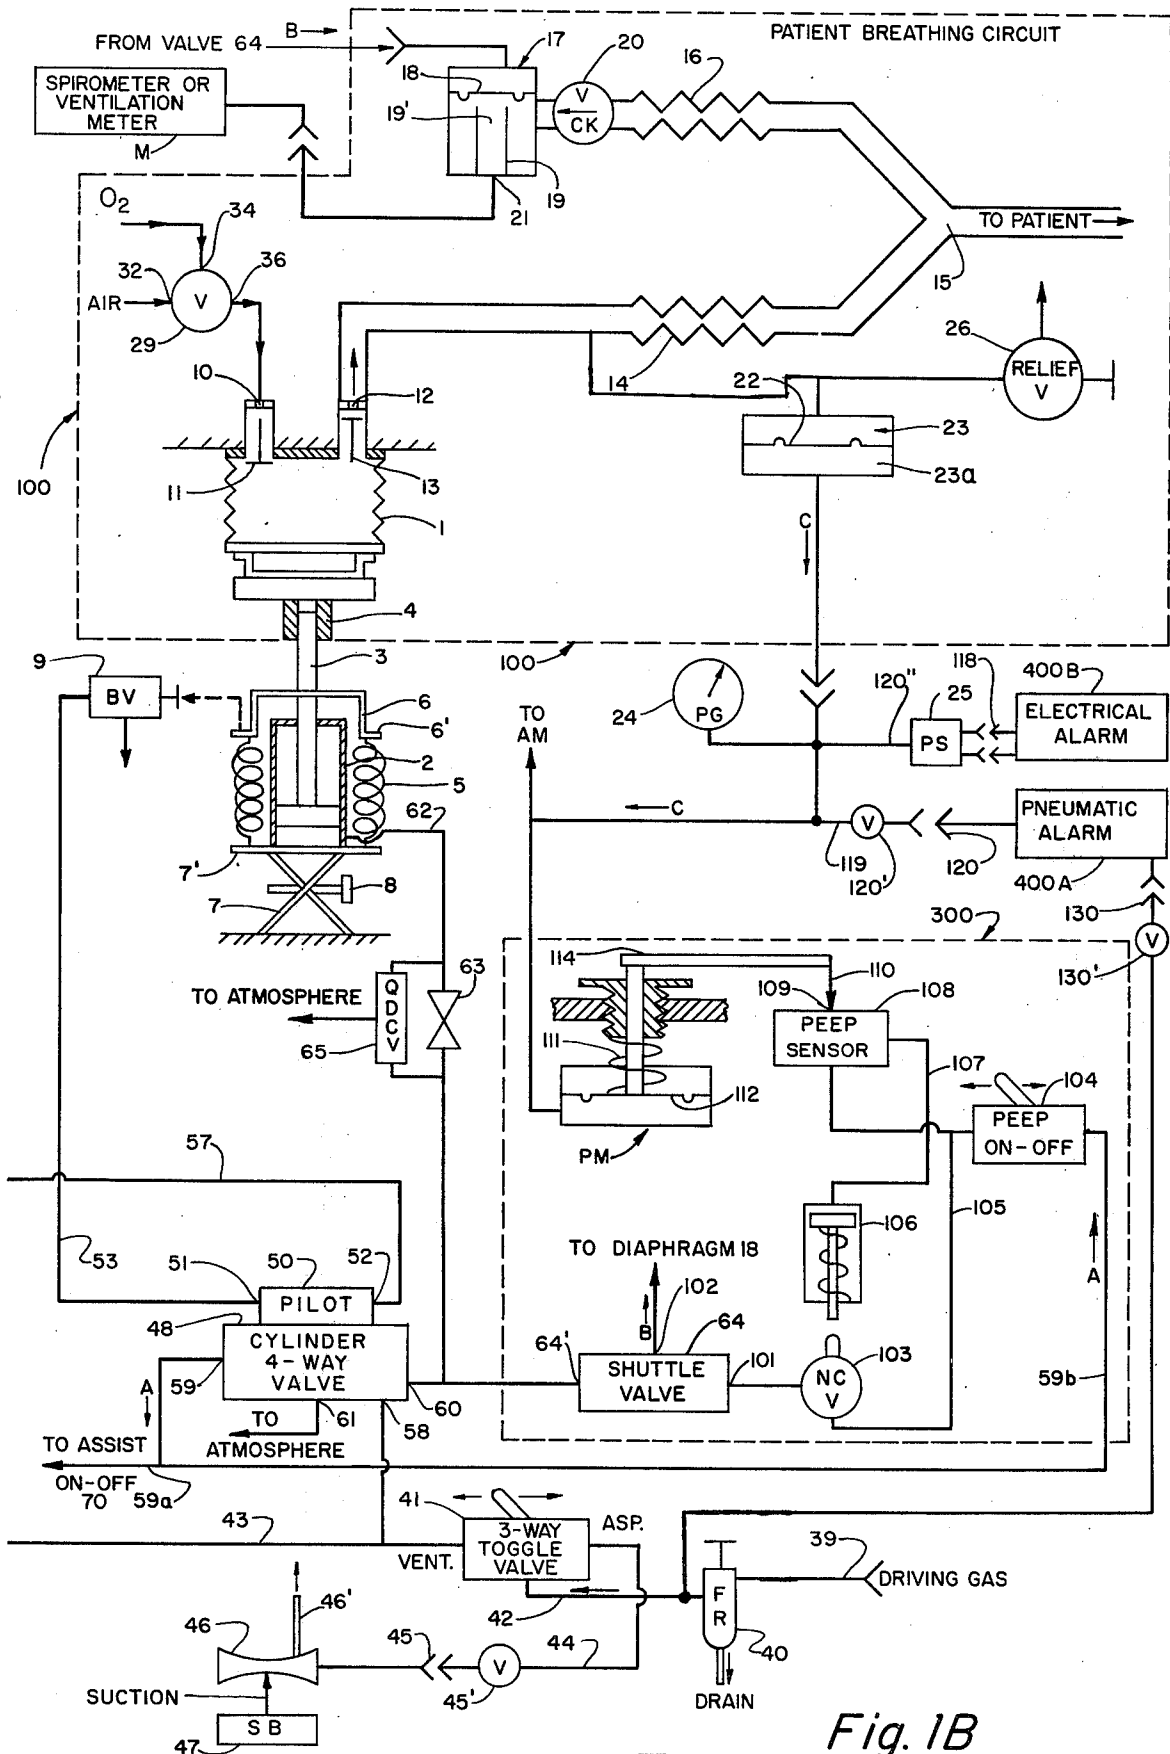 B
PATIENT BREATHING CIRCUIT
FROM VALVE 64
17
20
16
SPIROMETER OR
VENTILATION
METER
M
18
19'
V
CK
19
21
O2
34
TO PATIENT
15
32
36
AIR
V
29
26
RELIEF
V
10
12
14
22
23
23a
100
11
13
1
C
4
3
100
9
BV
6
6'
2
5
62
7'
8
7
24
PG
TO
AM
120"
25
118
400B
PS
ELECTRICAL
ALARM
C
V
119
120'
120
PNEUMATIC
ALARM
400A
130
V
130'
300
114
110
109
108
PEEP
SENSOR
TO ATMOSPHERE
Q
D
C
V
65
63
111
112
PM
107
104
PEEP
ON-OFF
57
106
105
A
53
51
50
52
PILOT
48
CYLINDER
4-WAY
VALVE
TO DIAPHRAGM 18
B
102
64
64'
SHUTTLE
VALVE
101
103
NC
V
59b
A
59
60
61
58
TO
ATMOSPHERE
TO ASSIST
ON-OFF
70
59a
43
41
3-WAY
TOGGLE
VALVE
ASP.
VENT.
42
39
DRIVING GAS
F
R
40
DRAIN
46
46'
45
V
45'
44
SUCTION
SB
47
Fig. 1B